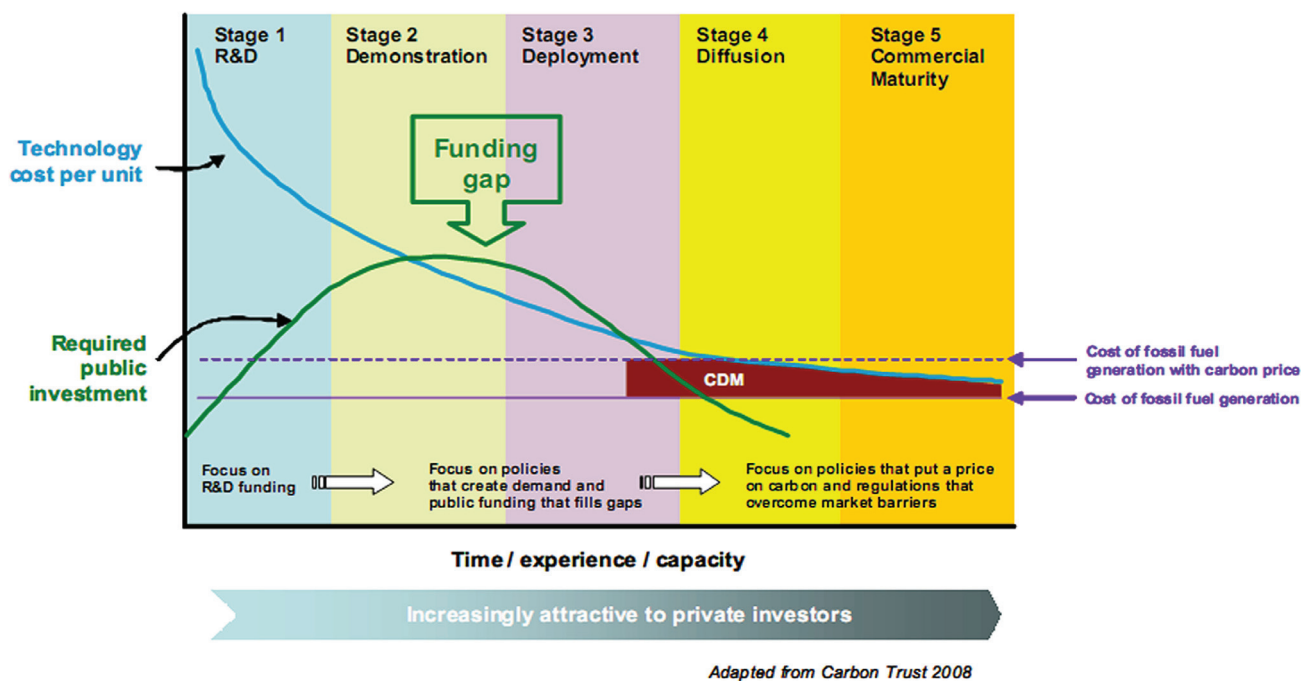 Stage 1
R&D
Stage 2
Demonstration
Stage 3
Deployment
Stage 4
Diffusion
Stage 5
Commercial
Maturity
Technology
cost per unit
Funding
gap
Required
public
investment
CDM
Cost of fossil fuel
generation with carbon price
Cost of fossil fuel generation
Focus on
R&D funding
Focus on policies
that create demand and
public funding that fills gaps
Focus on policies that put a price
on carbon and regulations that
overcome market barriers
Time / experience / capacity
Increasingly attractive to private investors
Adapted from Carbon Trust 2008